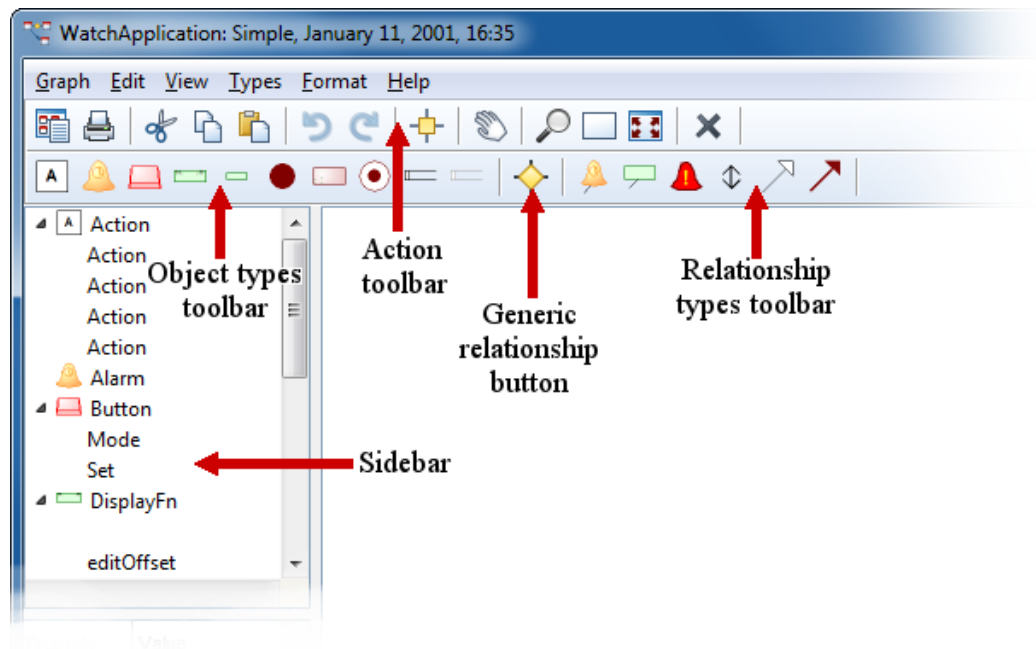 WatchApplication: Simple, January 11, 2001, 16:35
Graph Edit View Types Format Help
A
A Action
Action
Action
Action
Action
Alarm
Button
Mode
Set
DisplayFn
editOffset
Object types
toolbar
Action
toolbar
Generic
relationship
button
Relationship
types toolbar
Sidebar
Value